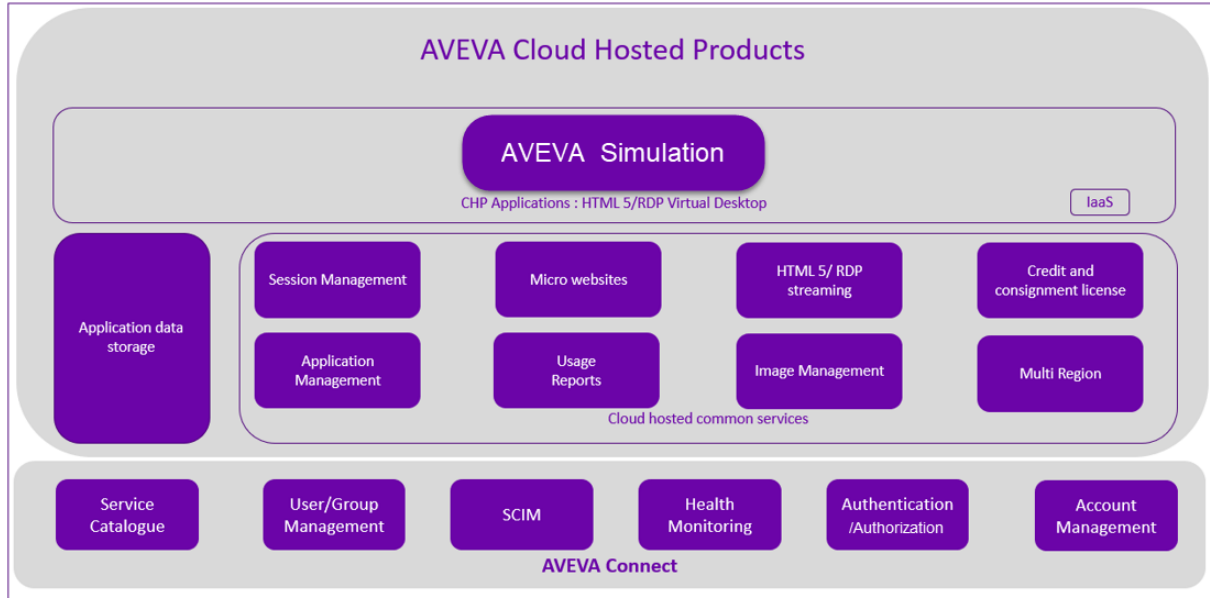 AVEVA Cloud Hosted Products
AVEVA Simulation
CHP Applications : HTML 5/RDP Virtual Desktop
IaaS
Application data
storage
Session Management
Micro websites
HTML 5/ RDP
streaming
Credit and
consignment license
Application
Management
Usage
Reports
Image Management
Multi Region
Cloud hosted common services
Service
Catalogue
User/Group
Management
SCIM
Health
Monitoring
Authentication
/Authorization
Account
Management
AVEVA Connect